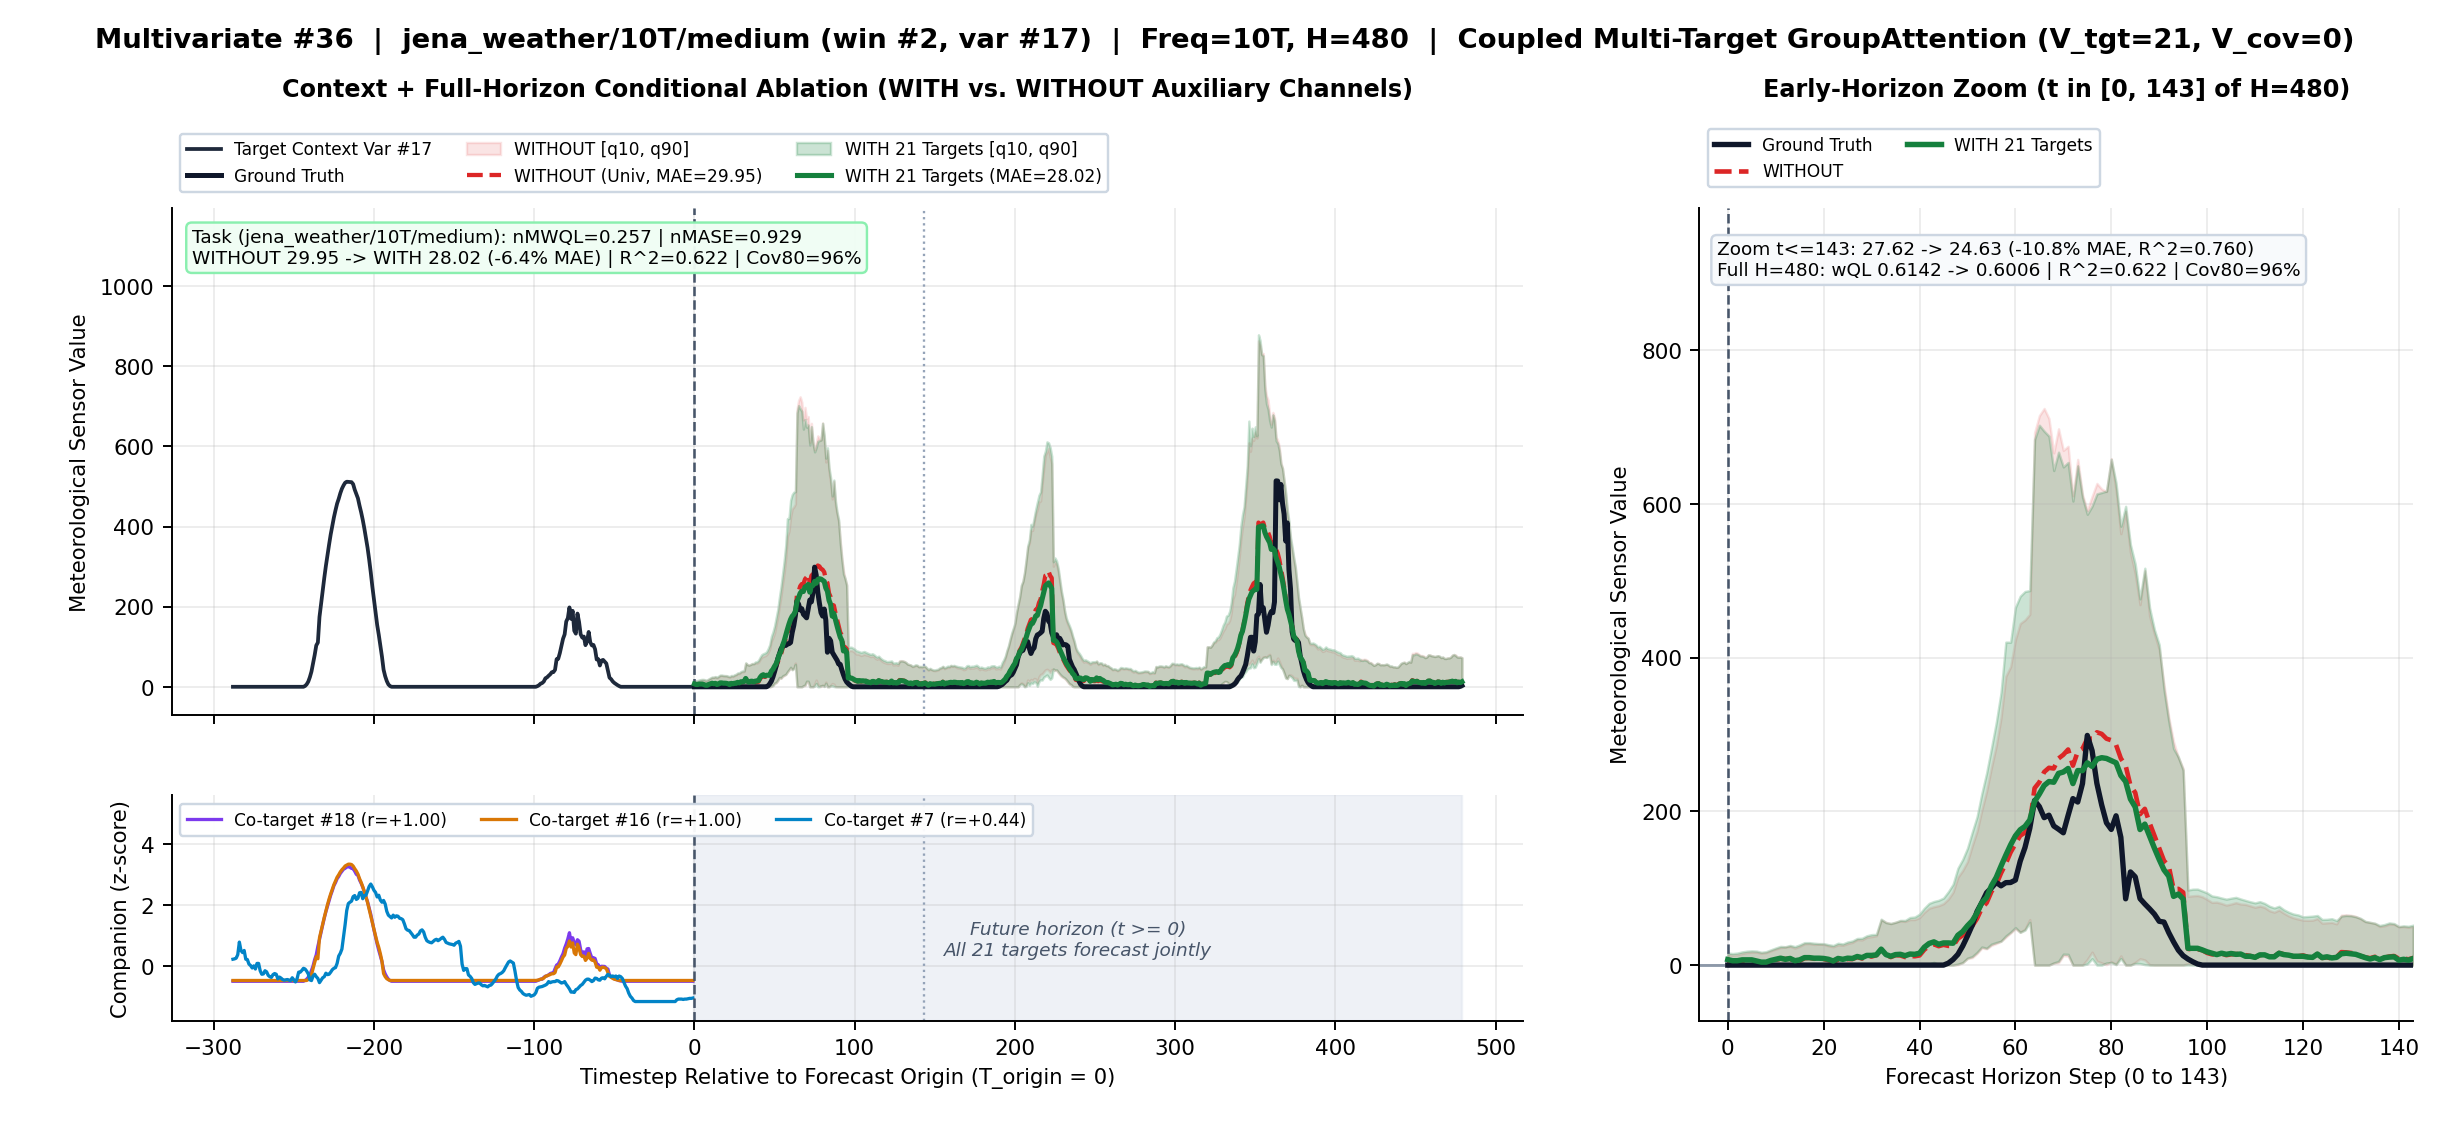 Multivariate #36 | jena_weather/10T/medium (win #2, var #17) | Freq=10T, H=480 | Coupled Multi-Target GroupAttention (V_tgt=21, V_cov=0)
Context + Full-Horizon Conditional Ablation (WITH vs. WITHOUT Auxiliary Channels)
Target Context Var #17
Ground Truth
WITHOUT [q10, q90]
WITHOUT (Univ, MAE=29.95)
WITH 21 Targets [q10, q90]
WITH 21 Targets (MAE=28.02)
Task (jena_weather/10T/medium): nMWQL=0.257 | nMASE=0.929
WITHOUT 29.95 -> WITH 28.02 (-6.4% MAE) | R^2=0.622 | Cov80=96%
Meteorological Sensor Value
1000
800
600
400
200
0
Co-target #18 (r=+1.00)
Co-target #16 (r=+1.00)
Co-target #7 (r=+0.44)
Companion (z-score)
4
2
0
Future horizon (t >= 0)
All 21 targets forecast jointly
−300
−200
−100
0
100
200
300
400
500
Timestep Relative to Forecast Origin (T_origin = 0)
Early-Horizon Zoom (t in [0, 143] of H=480)
Ground Truth
WITHOUT
WITH 21 Targets
Zoom t<=143: 27.62 -> 24.63 (-10.8% MAE, R^2=0.760)
Full H=480: wQL 0.6142 -> 0.6006 | R^2=0.622 | Cov80=96%
Meteorological Sensor Value
800
600
400
200
0
0
20
40
60
80
100
120
140
Forecast Horizon Step (0 to 143)